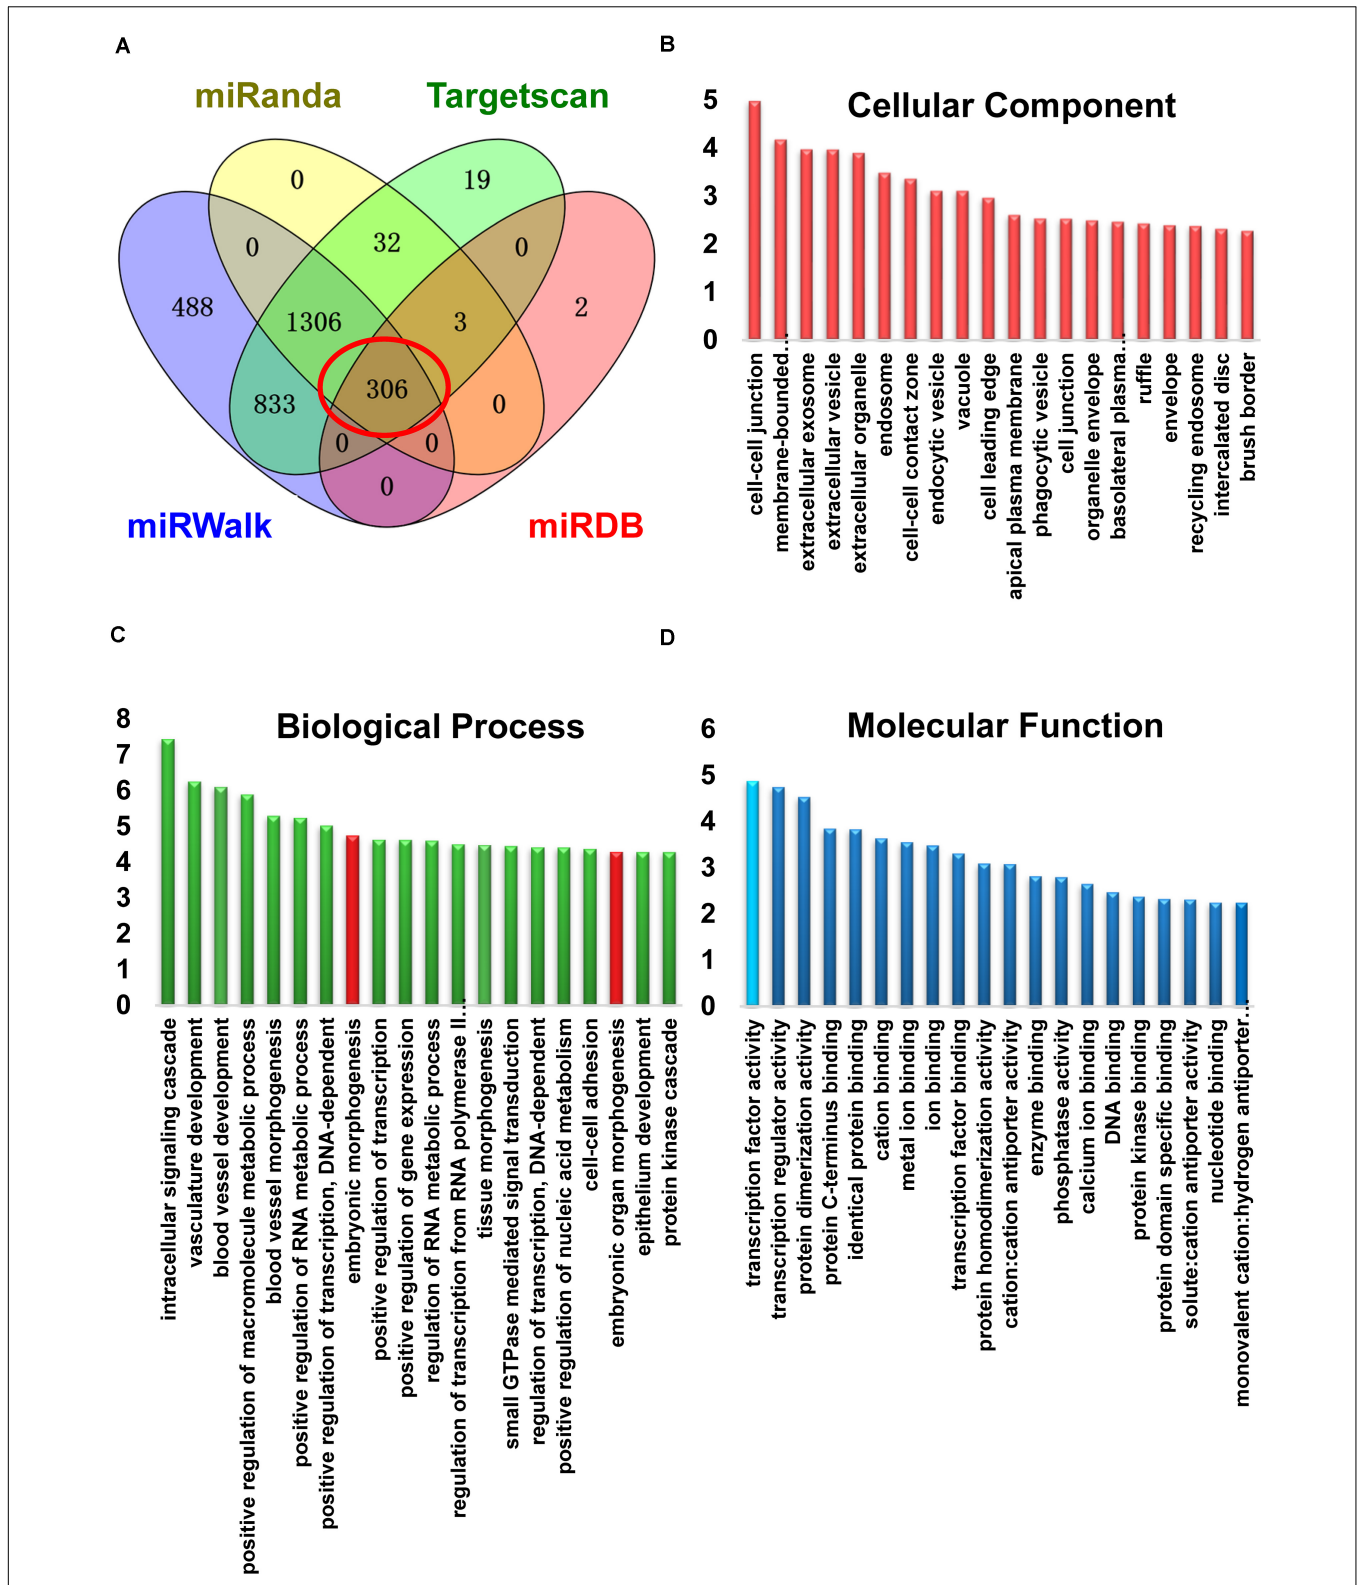 A
miRanda
Targetscan
0
19
0
32
0
488
1306
3
2
833
306
0
0
0
0
miRWalk
miRDB
B
Cellular Component
5
4
3
2
1
0
cell-cell junction
membrane-bounded...
extracellular exosome
extracellular vesicle
extracellular organelle
endosome
cell-cell contact zone
endocytic vesicle
vacuole
cell leading edge
apical plasma membrane
phagocytic vesicle
cell junction
organelle envelope
basolateral plasma...
ruffle
envelope
recycling endosome
intercalated disc
brush border
C
Biological Process
8
7
6
5
4
3
2
1
0
intracellular signaling cascade
vasculature development
blood vessel development
positive regulation of macromolecule metabolic process
blood vessel morphogenesis
positive regulation of RNA metabolic process
positive regulation of transcription, DNA-dependent
embryonic morphogenesis
positive regulation of transcription
positive regulation of gene expression
regulation of RNA metabolic process
regulation of transcription from RNA polymerase II...
tissue morphogenesis
small GTPase mediated signal transduction
regulation of transcription, DNA-dependent
positive regulation of nucleic acid metabolism
cell-cell adhesion
embryonic organ morphogenesis
epithelium development
protein kinase cascade
D
Molecular Function
6
5
4
3
2
1
0
transcription factor activity
transcription regulator activity
protein dimerization activity
protein C-terminus binding
identical protein binding
cation binding
metal ion binding
ion binding
transcription factor binding
protein homodimerization activity
cation:cation antiporter activity
enzyme binding
phosphatase activity
calcium ion binding
DNA binding
protein kinase binding
protein domain specific binding
solute:cation antiporter activity
nucleotide binding
monovalent cation:hydrogen antiporter...